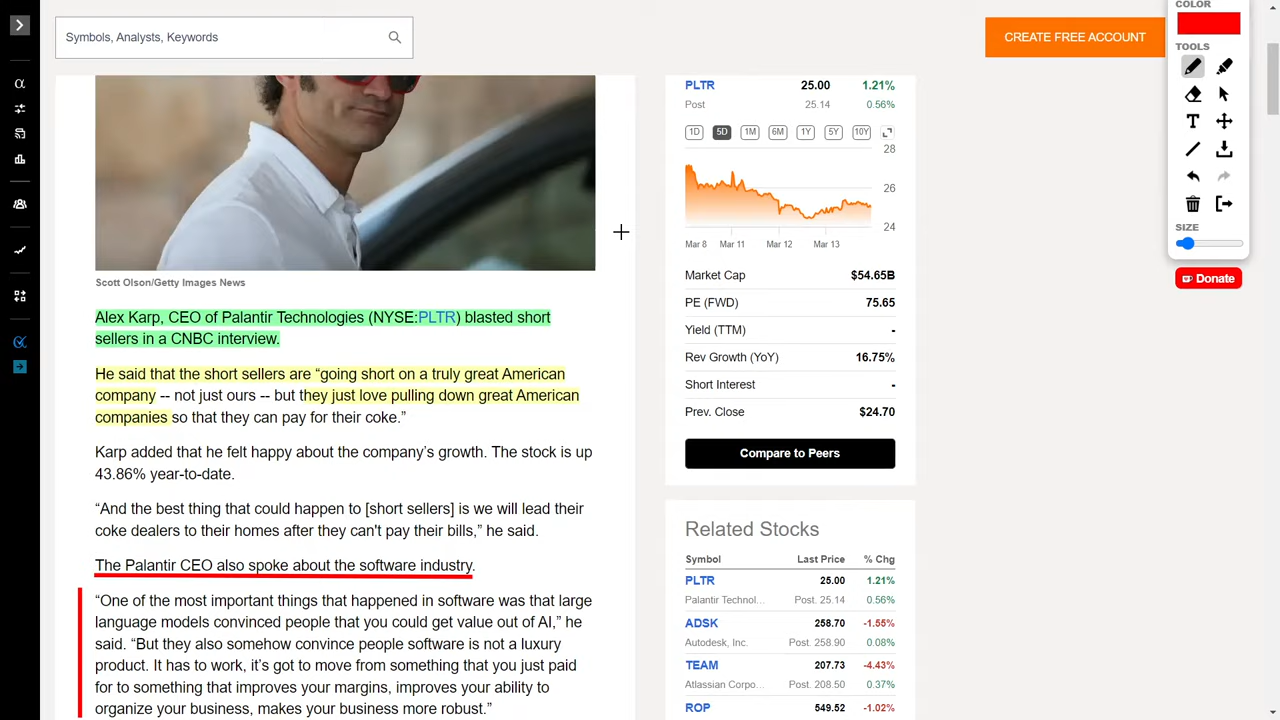 Symbols, Analysts, Keywords
CREATE FREE ACCOUNT
COLOR
TOOLS
SIZE
Donate
Scott Olson/Getty Images News
Alex Karp, CEO of Palantir Technologies (NYSE:PLTR) blasted short
sellers in a CNBC interview.
He said that the short sellers are “going short on a truly great American
company -- not just ours -- but they just love pulling down great American
companies so that they can pay for their coke.”
Karp added that he felt happy about the company’s growth. The stock is up
43.86% year-to-date.
“And the best thing that could happen to [short sellers] is we will lead their
coke dealers to their homes after they can't pay their bills,” he said.
The Palantir CEO also spoke about the software industry.
“One of the most important things that happened in software was that large
language models convinced people that you could get value out of AI,” he
said. “But they also somehow convince people software is not a luxury
product. It has to work, it’s got to move from something that you just paid
for to something that improves your margins, improves your ability to
organize your business, makes your business more robust.”
PLTR 25.00 1.21%
Post 25.14 0.56%
1D 5D 1M 6M 1Y 5Y 10Y
28
26
24
Mar 8 Mar 11 Mar 12 Mar 13
Market Cap $54.65B
PE (FWD) 75.65
Yield (TTM) -
Rev Growth (YoY) 16.75%
Short Interest -
Prev. Close $24.70
Compare to Peers
Related Stocks
Symbol Last Price % Chg
PLTR 25.00 1.21%
Palantir Technol... Post. 25.14 0.56%
ADSK 258.70 -1.55%
Autodesk, Inc. Post. 258.90 0.08%
TEAM 207.73 -4.43%
Atlassian Corpo... Post. 208.50 0.37%
ROP 549.52 -1.02%